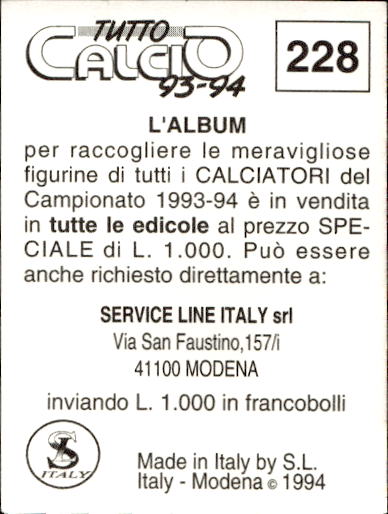 TUTTO
CALCIO
93-94
228
L'ALBUM
per raccogliere le meravigliose
figurine di tutti i CALCIATORI del
Campionato 1993-94 è in vendita
in tutte le edicole al prezzo SPE-
CIALE di L. 1.000. Può essere
anche richiesto direttamente a:
SERVICE LINE ITALY srl
Via San Faustino,157/i
41100 MODENA
inviando L. 1.000 in francobolli
SL
ITALY
Made in Italy by S.L.
Italy - Modena © 1994